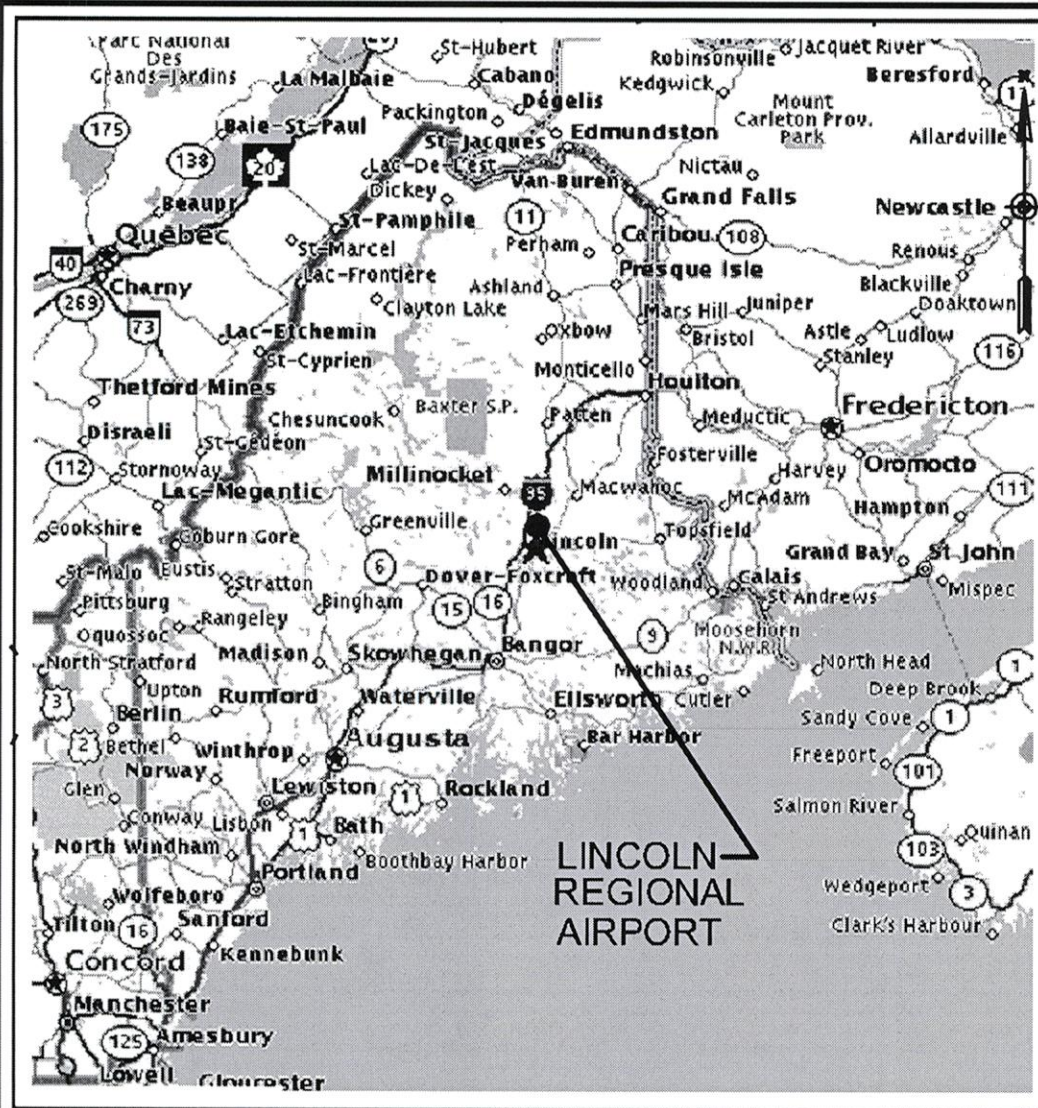 Parc National
Des
Grands-Jardins
St-Hubert
La Malbaie
Cabano
Robinsonville
Jacquet River
Kedgwick
Beresford
Packington
Dégelis
Mount
Carleton Prov.
Park
175
Baie-St-Paul
St-Jacques
Edmundston
Allardville
138
20
Lac-De-L'est
Nictau
Dickey
Van-Buren
Beaupr
Grand Falls
Newcastle
St-Pamphile
11
Québec
St-Marcel
Perham
Caribou
108
Renous
40
Lac-Frontière
Presque Isle
Blackville
Charny
Ashland
269
Clayton Lake
Mars Hill
Juniper
Doaktown
73
Oxbow
Bristol
Astle
Ludlow
Lac-Etchemin
St-Cyprien
Monticello
Stanley
116
Thetford Mines
Houlton
Chesuncook
Baxter S.P.
Patten
Meductic
Fredericton
Disraeli
St-Gédéon
Fosterville
112
Stornoway
Millinocket
Harvey
Oromocto
Lac-Megantic
95
Macwahoc
McAdam
111
Hampton
Cookshire
Greenville
Coburn Gore
Lincoln
Topsfield
Grand Bay
St John
St-Malo
Eustis
6
Stratton
Dover-Foxcroft
Woodland
Calais
Mispec
Pittsburg
Bingham
15
16
St Andrews
Oquossoc
Rangeley
9
Moosehorn
N.W.R.
Madison
Skowhegan
Bangor
North Stratford
Machias
North Head
1
Upton
Rumford
Waterville
Ellsworth
Cutler
Deep Brook
3
Berlin
Sandy Cove
1
2
Bethel
Winthrop
Augusta
Bar Harbor
Freeport
Norway
101
Glen
Lewiston
1
Rockland
Salmon River
Conway
Lisbon
1
Bath
Quinan
North Windham
Boothbay Harbor
103
Portland
Wedgeport
3
Wolfeboro
Clark's Harbour
Tilton
16
Sanford
Kennebunk
Concord
Manchester
125
Amesbury
Lowell
Gloucester
LINCOLN
REGIONAL
AIRPORT